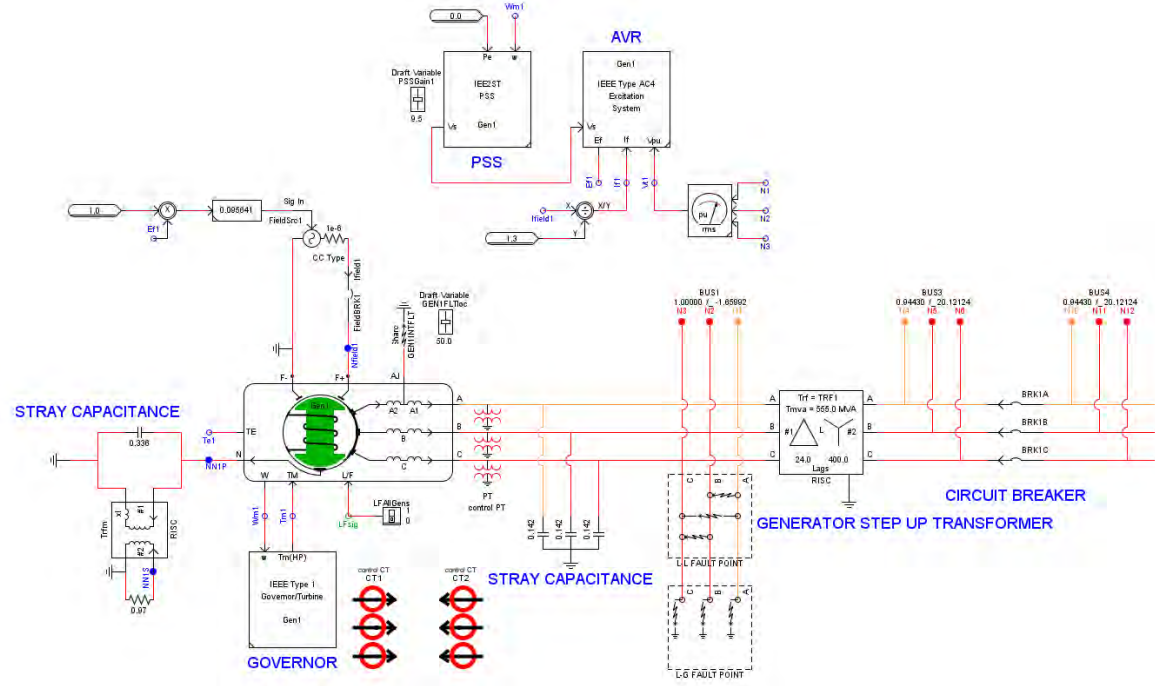 0.0
Wm1
AVR
Pe
w
Gen1
IEEE Type AC4
Excitation
System
Draft Variable
PSSGain1
9.5
IEE2ST
PSS
Gen1
Vs
Vs
Ef
If
Vpu
PSS
Ef1
If1
Vt1
N1
N2
N3
pu
rms
Ifield1
X
X/Y
Y
1.3
1.0
X
Ef1
0.095641
Sig In
FieldSrc1
1e-6
CC Type
Ifield1
FieldBRK1
Nfield1
Sharc
GEN1INTFLT
Draft Variable
GEN1FLTloc
50.0
BUS1
1.00000 /_ -1.65992
N3
N2
BUS3
0.94430 /_ 20.12124
N5
N6
BUS4
0.94430 /_ 20.12124
N11
N12
F-
F+
AJ
Gen1
A2
A1
A
B
B
C
C
TE
Te1
N
NN1P
W
TM
L/F
Wm1
Tm1
LFsig
LFAllGens
1
0
STRAY CAPACITANCE
0.336
Trfm
x1
#1
#2
RISC
NN1S
0.97
PT
control PT
0.142
0.142
0.142
STRAY CAPACITANCE
Trf = TRF1
Tmva = 555.0 MVA
A
B
C
#1
L
#2
24.0
400.0
Lags
RISC
A
B
C
BRK1A
BRK1B
BRK1C
CIRCUIT BREAKER
GENERATOR STEP UP TRANSFORMER
C
B
A
L-L FAULT POINT
C
B
A
L-G FAULT POINT
w
Tm(HP)
IEEE Type 1
Governor/Turbine
Gen1
GOVERNOR
control CT
CT1
control CT
CT2